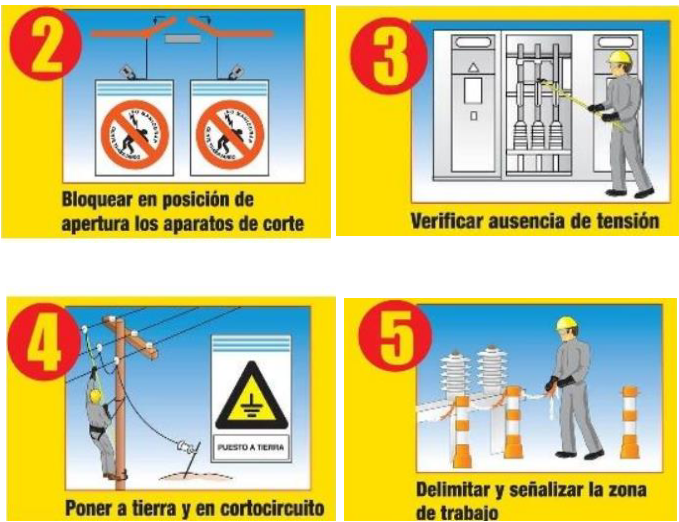 2
Bloquear en posición de
apertura los aparatos de corte
3
Verificar ausencia de tensión
4
PUESTO A TIERRA
Poner a tierra y en cortocircuito
5
Delimitar y señalizar la zona
de trabajo